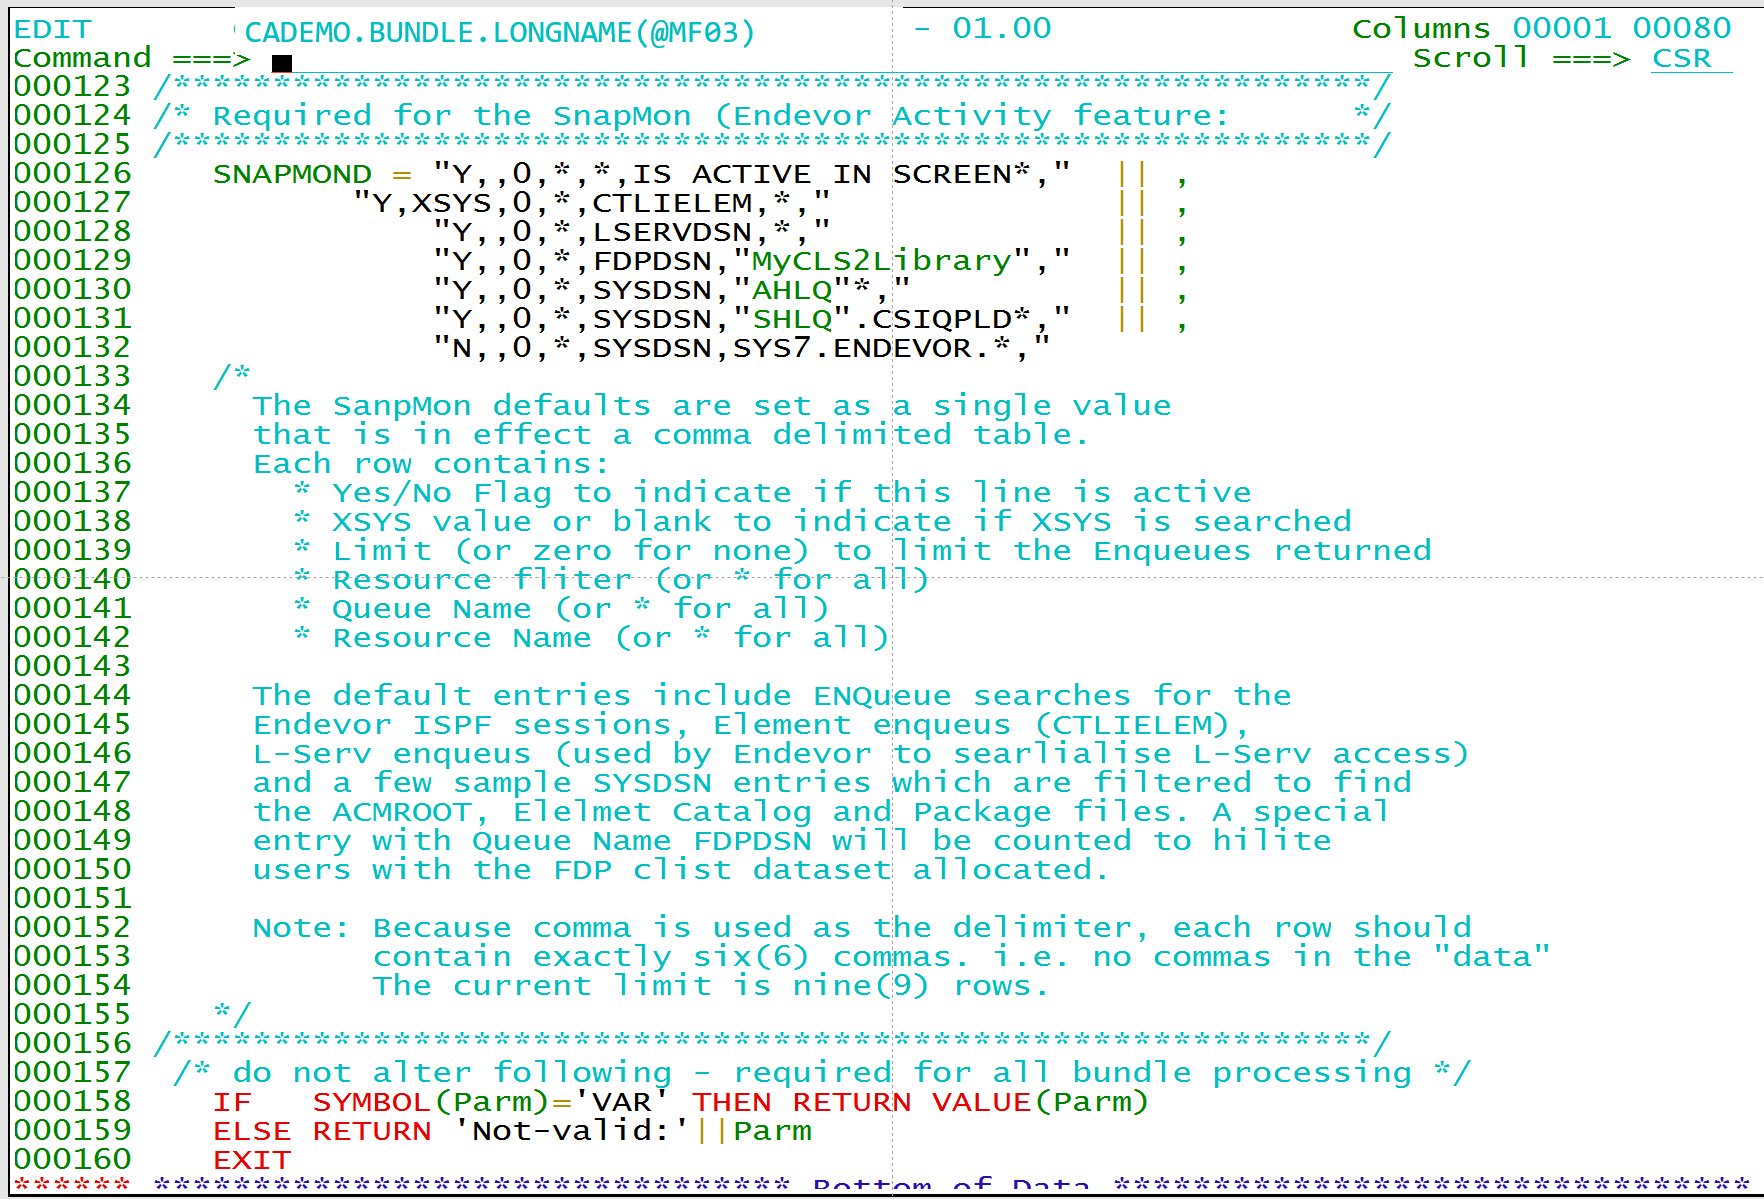 EDIT       CADEMO.BUNDLE.LONGNAME(@MF03)        - 01.00               Columns 00001 00080
Command ===>                                                          Scroll ===> CSR
000123 /************************************************************/
000124 /* Required for the SnapMon (Endevor Activity feature:      */
000125 /************************************************************/
000126    SNAPMOND = "Y,,0,*,*,IS ACTIVE IN SCREEN*,"  || ,
000127           "Y,XSYS,0,*,CTLIELEM,*,"              || ,
000128               "Y,,0,*,LSERVDSN,*,"              || ,
000129               "Y,,0,*,FDPDSN,"MyCLS2Library","  || ,
000130               "Y,,0,*,SYSDSN,"AHLQ"*,"          || ,
000131               "Y,,0,*,SYSDSN,"SHLQ".CSIQPLD*,"  || ,
000132               "N,,0,*,SYSDSN,SYS7.ENDEVOR.*,"
000133    /*
000134      The SanpMon defaults are set as a single value
000135      that is in effect a comma delimited table.
000136      Each row contains:
000137        * Yes/No Flag to indicate if this line is active
000138        * XSYS value or blank to indicate if XSYS is searched
000139        * Limit (or zero for none) to limit the Enqueues returned
000140        * Resource fliter (or * for all)
000141        * Queue Name (or * for all)
000142        * Resource Name (or * for all)
000143
000144      The default entries include ENQueue searches for the
000145      Endevor ISPF sessions, Element enqueus (CTLIELEM),
000146      L-Serv enqueus (used by Endevor to searlialise L-Serv access)
000147      and a few sample SYSDSN entries which are filtered to find
000148      the ACMROOT, Elelmet Catalog and Package files. A special
000149      entry with Queue Name FDPDSN will be counted to hilite
000150      users with the FDP clist dataset allocated.
000151
000152      Note: Because comma is used as the delimiter, each row should
000153            contain exactly six(6) commas. i.e. no commas in the "data"
000154            The current limit is nine(9) rows.
000155    */
000156 /************************************************************/
000157  /* do not alter following - required for all bundle processing */
000158    IF   SYMBOL(Parm)='VAR' THEN RETURN VALUE(Parm)
000159    ELSE RETURN 'Not-valid:'||Parm
000160    EXIT
****** ******************************** Bottom of Data ********************************